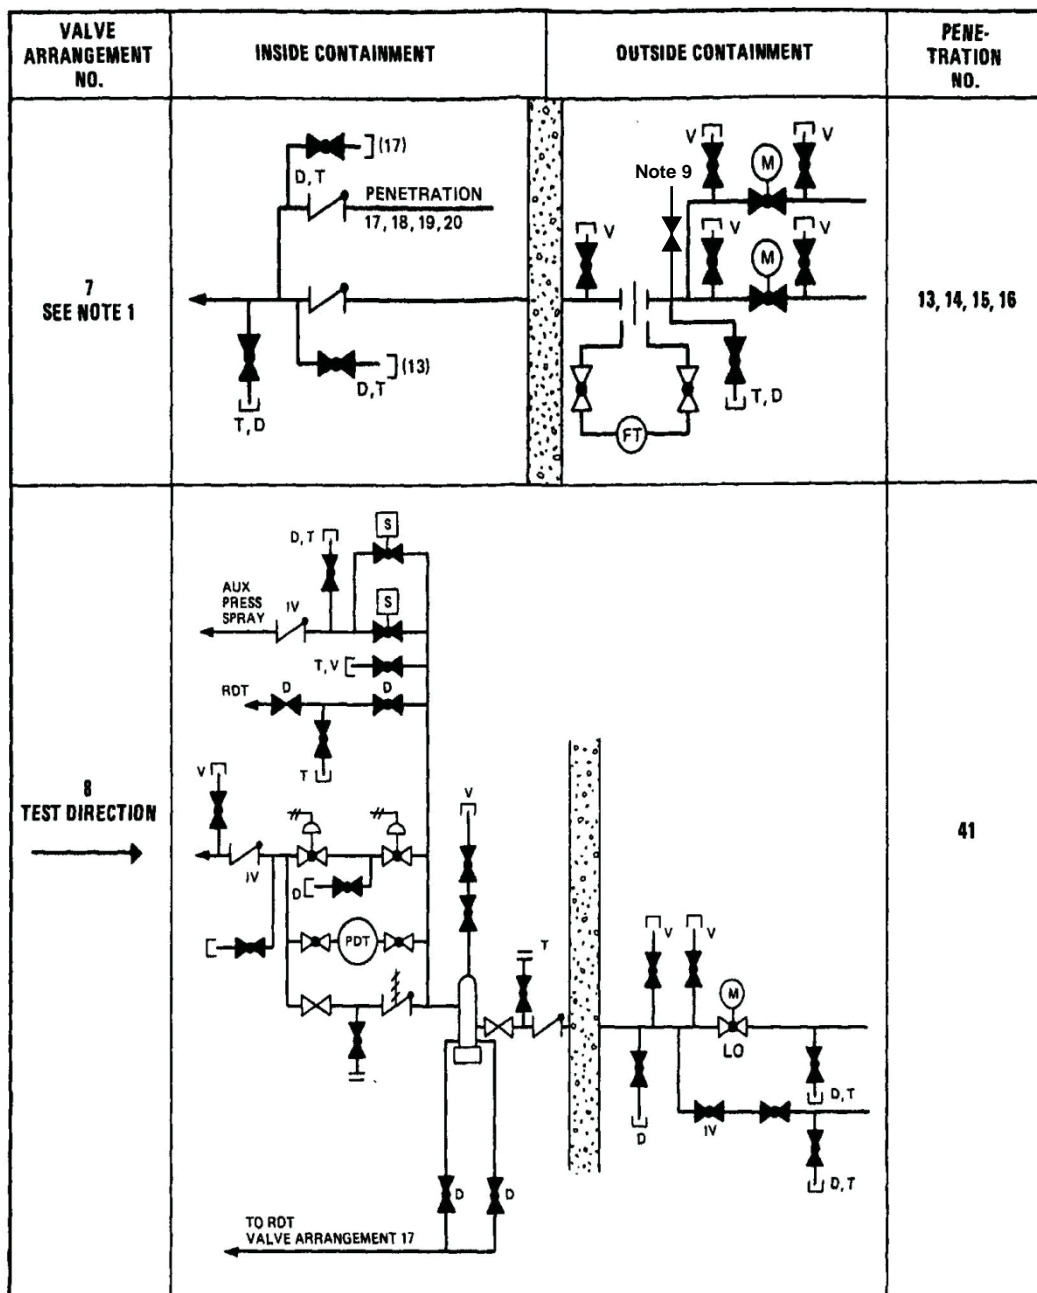 VALVE
ARRANGEMENT
NO.
INSIDE CONTAINMENT
OUTSIDE CONTAINMENT
PENE-
TRATION
NO.
7
SEE NOTE 1
(17)
D, T
PENETRATION
17, 18, 19, 20
(13)
D, T
T, D
V
Note 9
V
M
V
V
M
V
FT
T, D
13, 14, 15, 16
8
TEST DIRECTION
D, T
S
AUX
PRESS
SPRAY
IV
S
T, V
RDT
D
D
T
V
IV
D
PDT
V
T
V
V
M
LO
D
IV
D, T
D, T
D
D
TO RDT
VALVE ARRANGEMENT 17
41